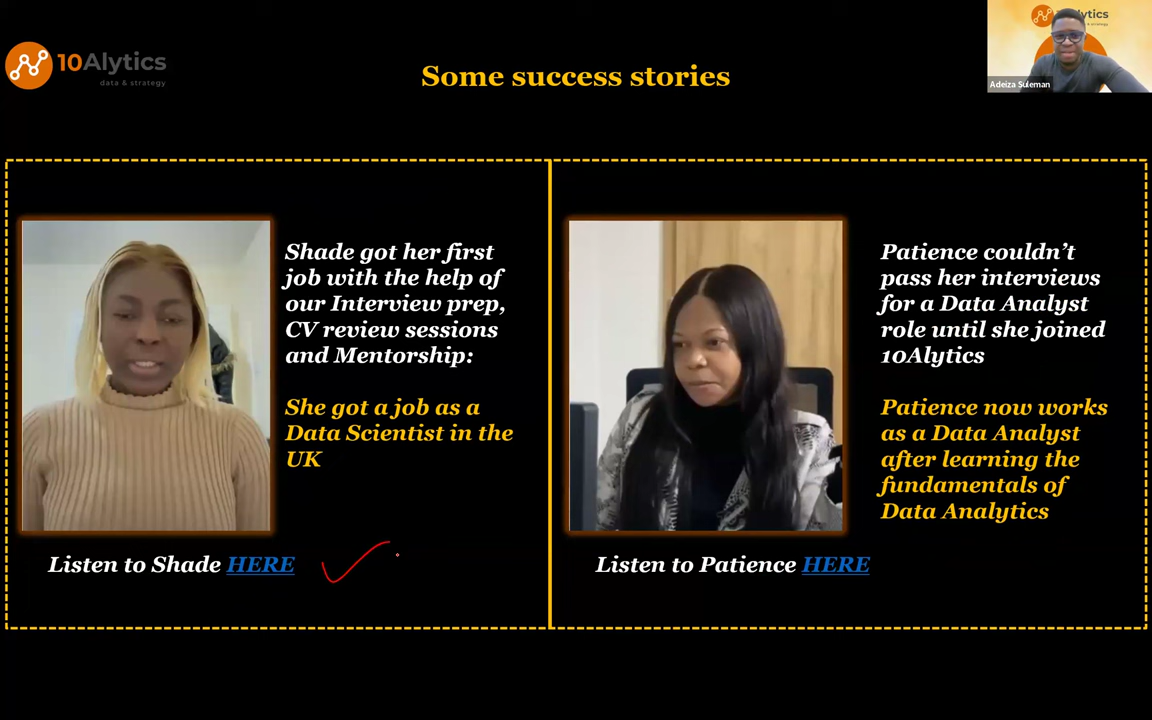 10Alytics
data & strategy
Some success stories
Adeiza Suleman
Shade got her first
job with the help of
our Interview prep,
CV review sessions
and Mentorship:
She got a job as a
Data Scientist in the
UK
Listen to Shade HERE
Patience couldn't
pass her interviews
for a Data Analyst
role until she joined
10Alytics
Patience now works
as a Data Analyst
after learning the
fundamentals of
Data Analytics
Listen to Patience HERE